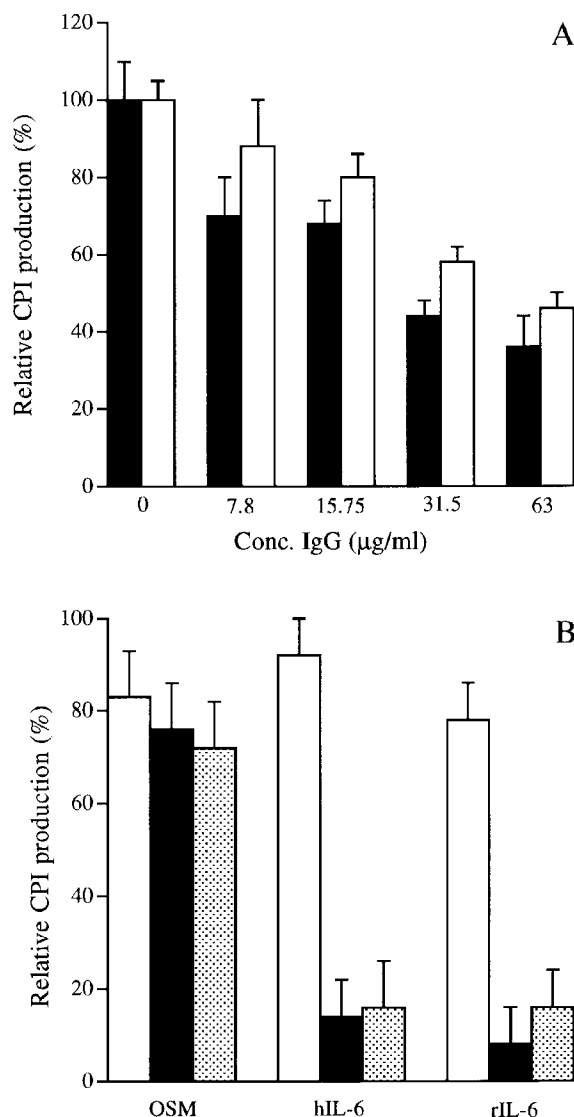 A
120
100
80
60
40
20
0
Relative CPI production (%)
0 7.8 15.75 31.5 63
Conc. IgG (µg/ml)
B
100
80
60
40
20
0
Relative CPI production (%)
OSM hIL-6 rIL-6